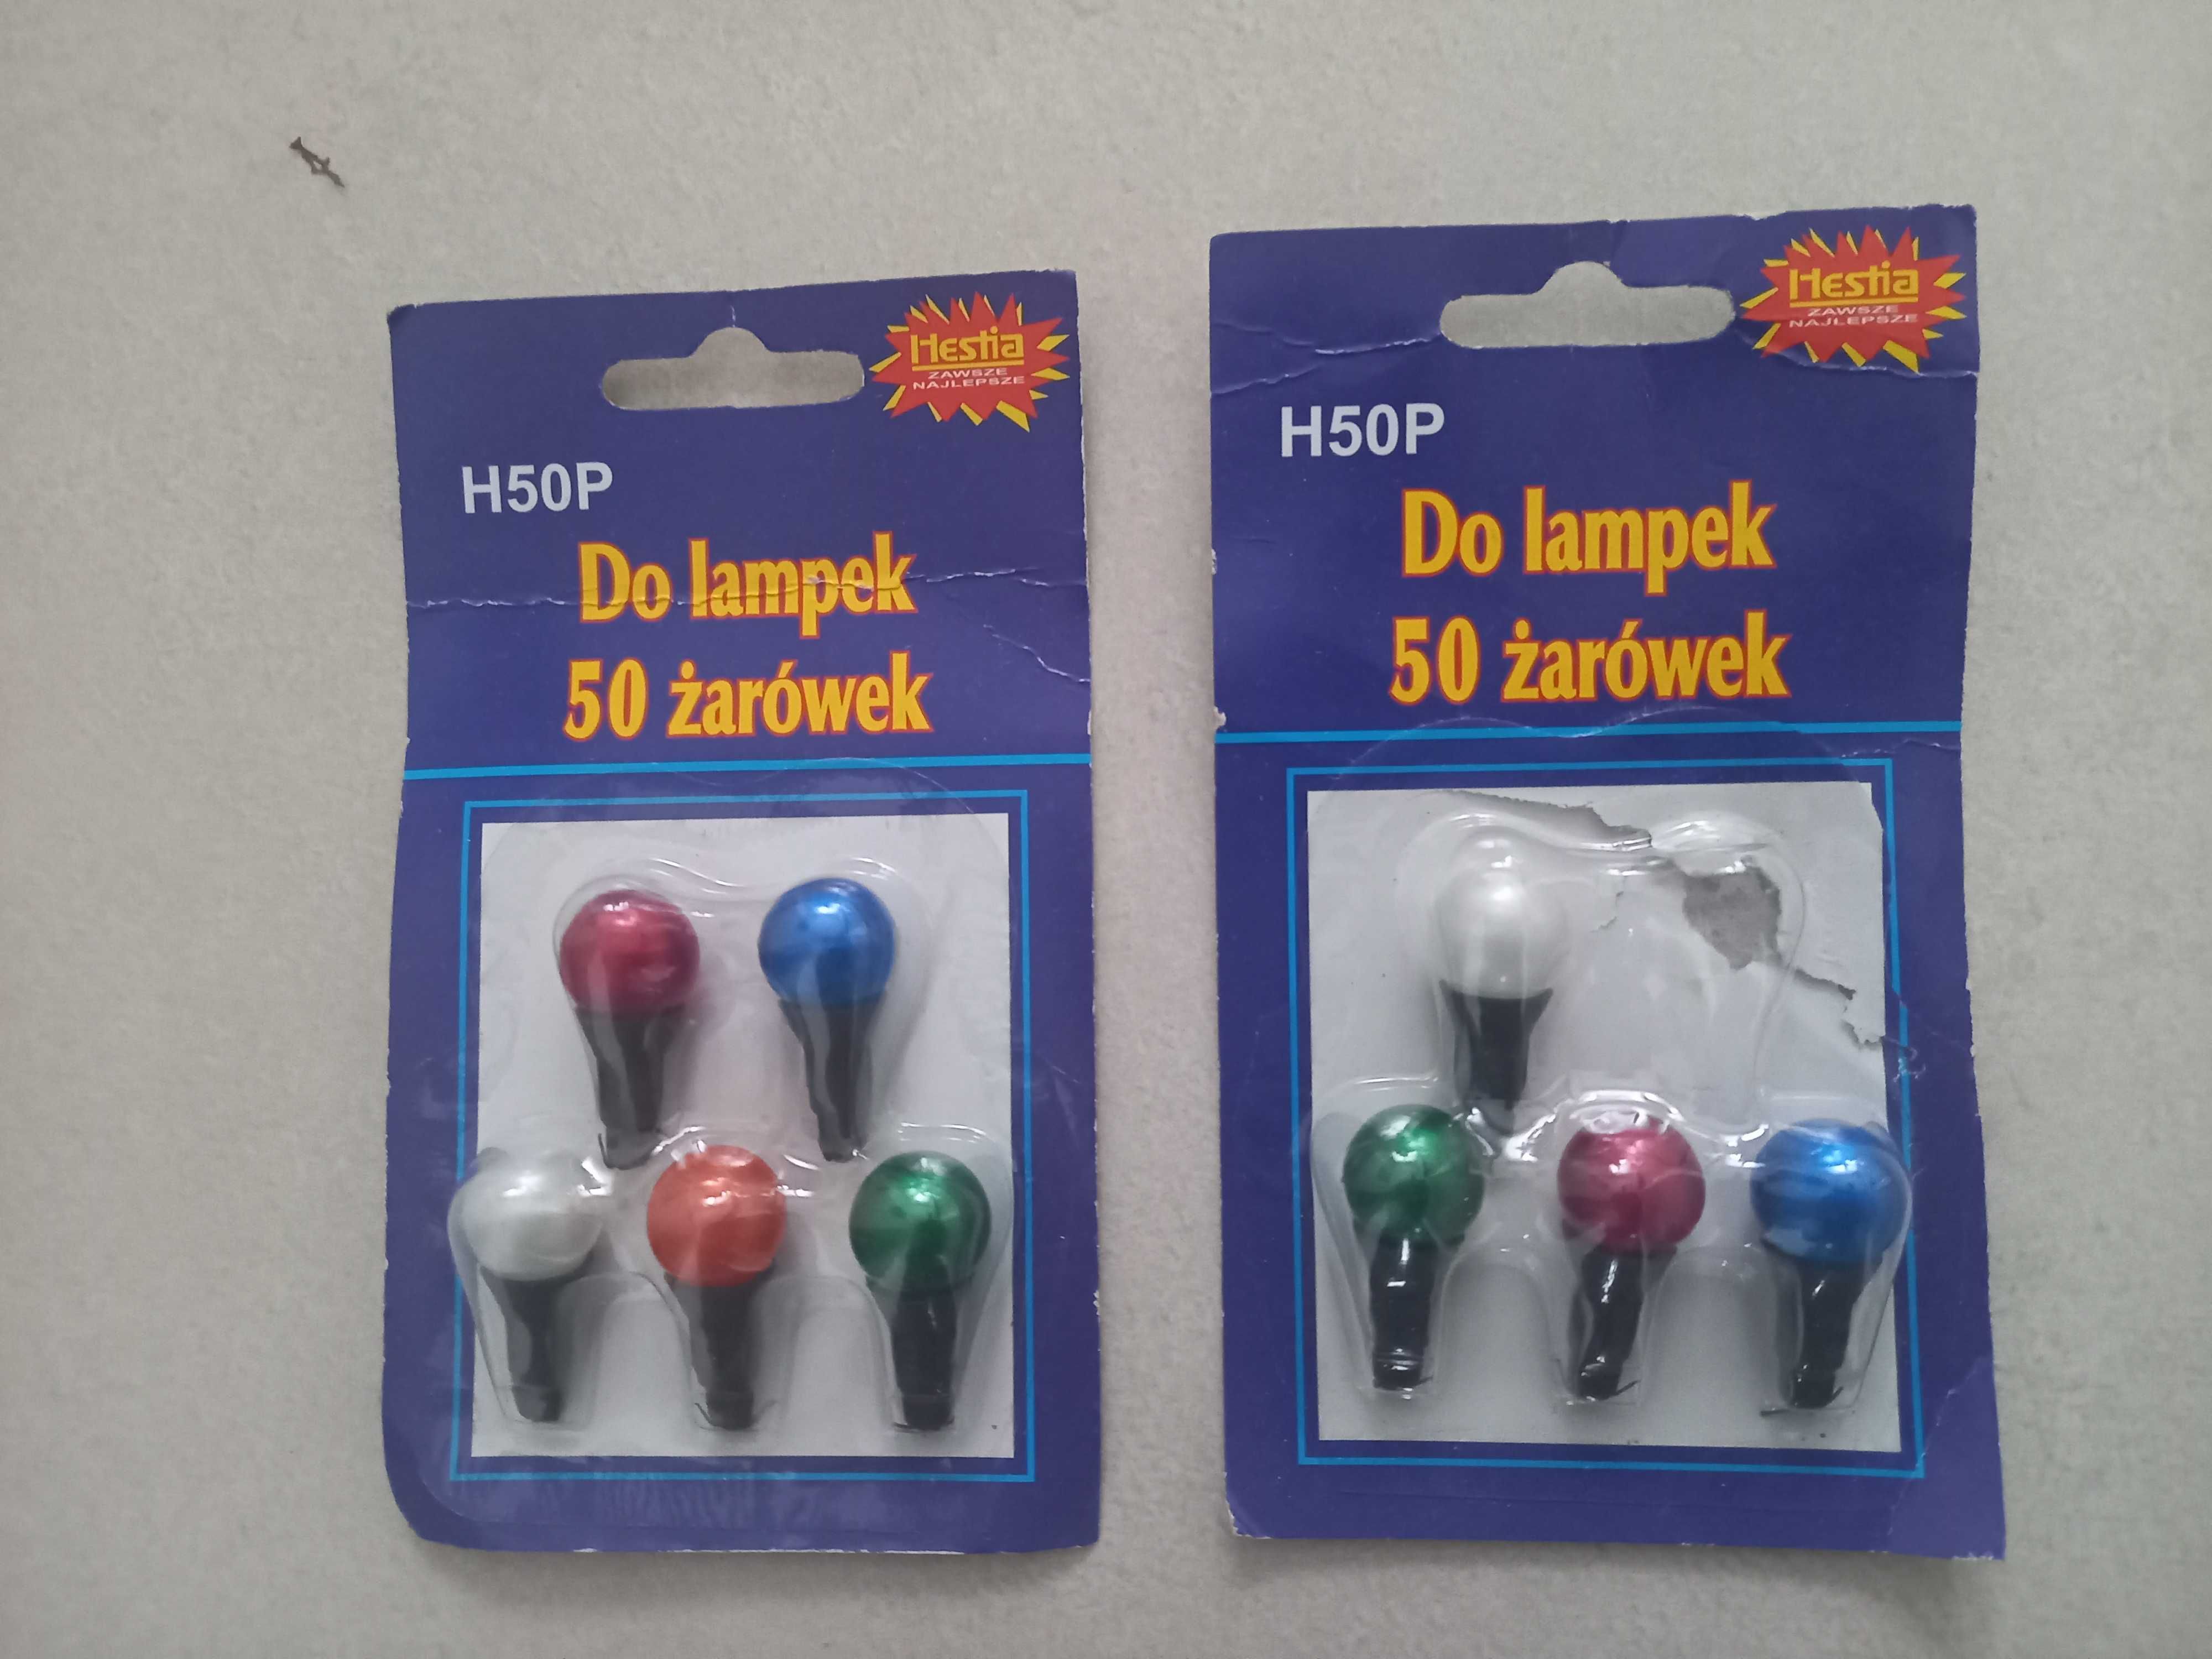 Hestia
ZAWSZE
NAJLEPSZE
H50P
Do lampek
50 żarówek
Hestia
ZAWSZE
NAJLEPSZE
H50P
Do lampek
50 żarówek